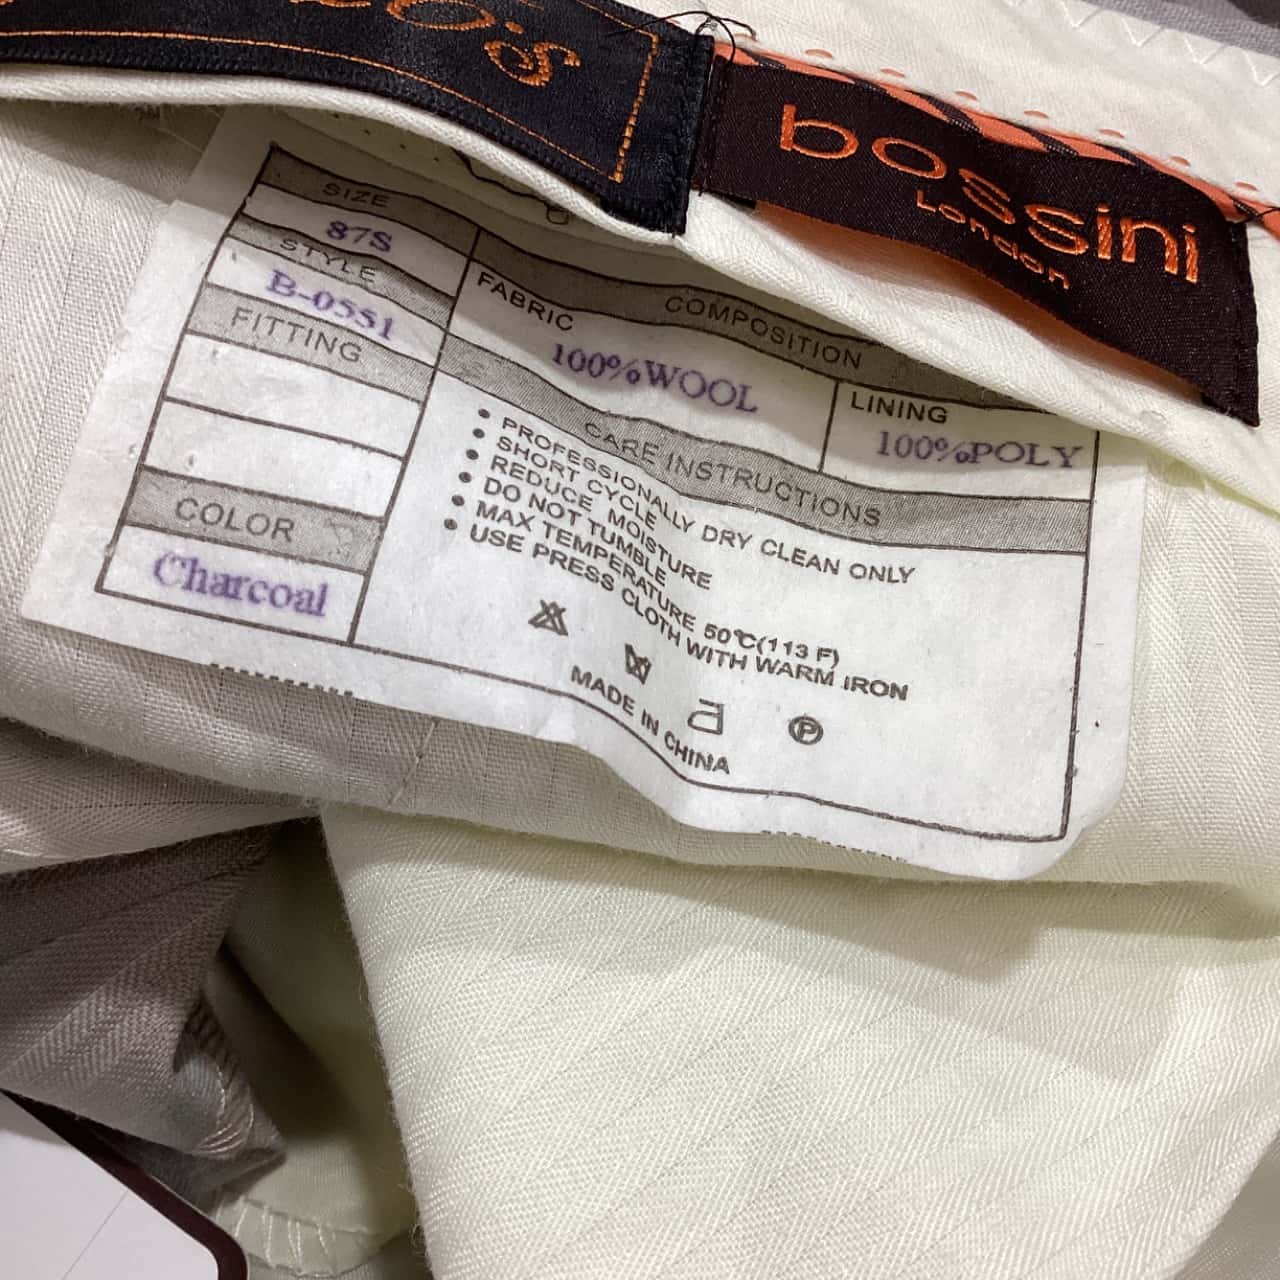 bossini
London
SIZE
87S
STYLE
B-0551
FITTING
COLOR
Charcoal
COMPOSITION
FABRIC
100%WOOL
LINING
100%POLY
CARE INSTRUCTIONS
• PROFESSIONALLY DRY CLEAN ONLY
• SHORT CYCLE
• REDUCE MOISTURE
• DO NOT TUMBLE
• MAX TEMPERATURE 50℃(113 F)
• USE PRESS CLOTH WITH WARM IRON
P
MADE IN CHINA